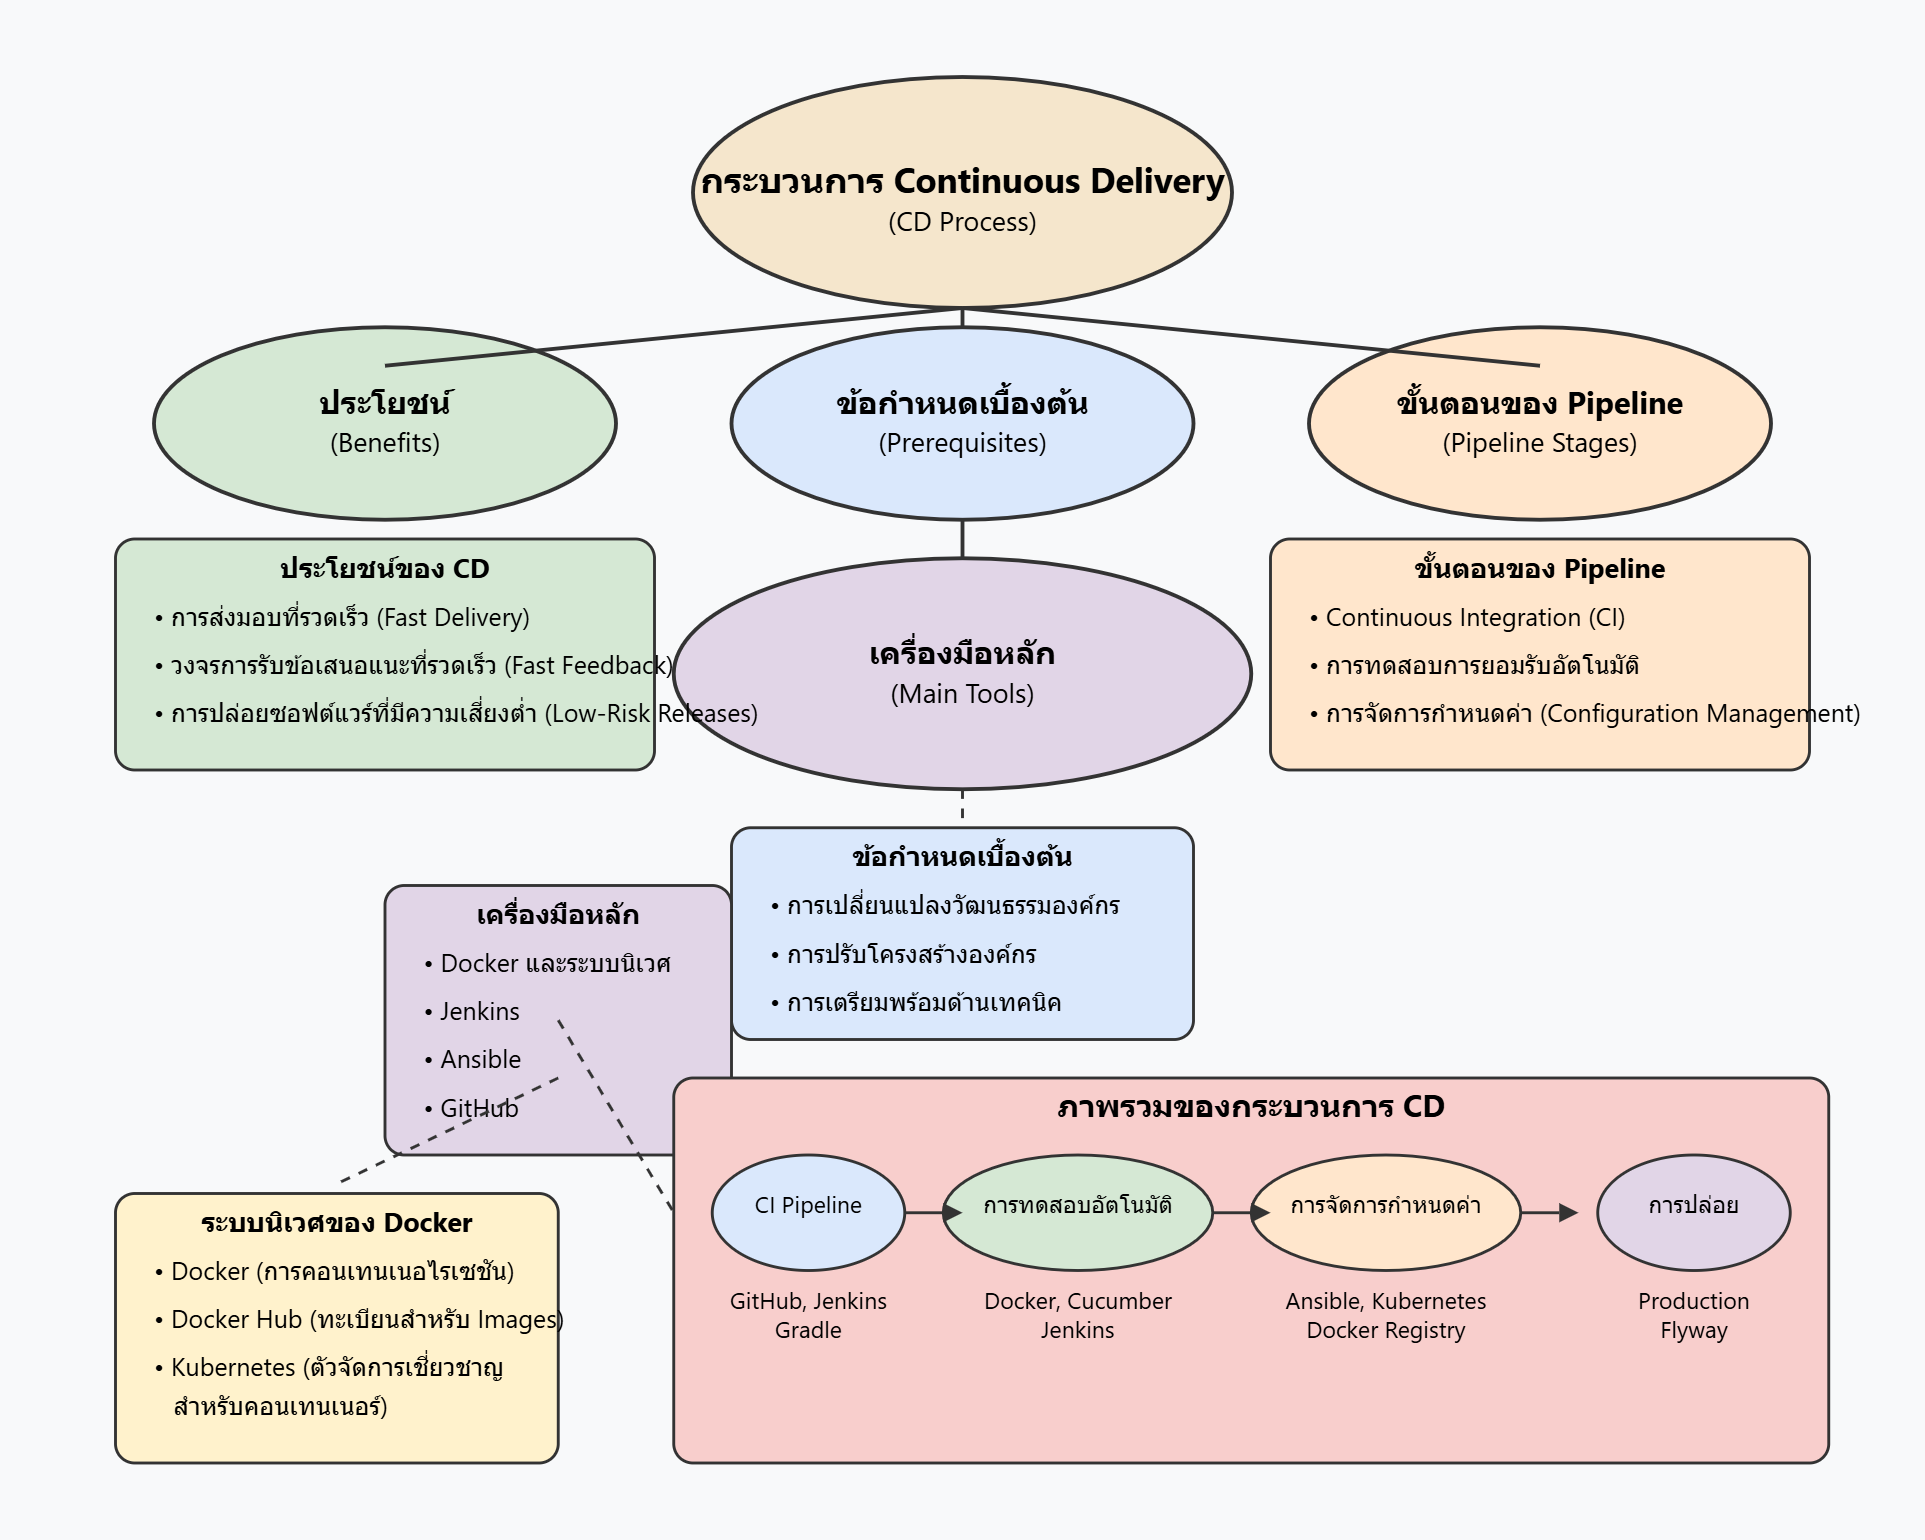 กระบวนการ Continuous Delivery
(CD Process)
ประโยชน์
(Benefits)
ข้อกำหนดเบื้องต้น
(Prerequisites)
ขั้นตอนของ Pipeline
(Pipeline Stages)
ประโยชน์ของ CD
• การส่งมอบที่รวดเร็ว (Fast Delivery)
• วงจรการรับข้อเสนอแนะที่รวดเร็ว (Fast Feedback)
• การปล่อยซอฟต์แวร์ที่มีความเสี่ยงต่ำ (Low-Risk Releases)
เครื่องมือหลัก
(Main Tools)
ขั้นตอนของ Pipeline
• Continuous Integration (CI)
• การทดสอบการยอมรับอัตโนมัติ
• การจัดการกำหนดค่า (Configuration Management)
ข้อกำหนดเบื้องต้น
• การเปลี่ยนแปลงวัฒนธรรมองค์กร
• การปรับโครงสร้างองค์กร
• การเตรียมพร้อมด้านเทคนิค
เครื่องมือหลัก
• Docker และระบบนิเวศ
• Jenkins
• Ansible
• GitHub
ภาพรวมของกระบวนการ CD
CI Pipeline
การทดสอบอัตโนมัติ
การจัดการกำหนดค่า
การปล่อย
GitHub, Jenkins
Gradle
Docker, Cucumber
Jenkins
Ansible, Kubernetes
Docker Registry
Production
Flyway
ระบบนิเวศของ Docker
• Docker (การคอนเทนเนอไรเซชัน)
• Docker Hub (ทะเบียนสำหรับ Images)
• Kubernetes (ตัวจัดการเชี่ยวชาญ
สำหรับคอนเทนเนอร์)